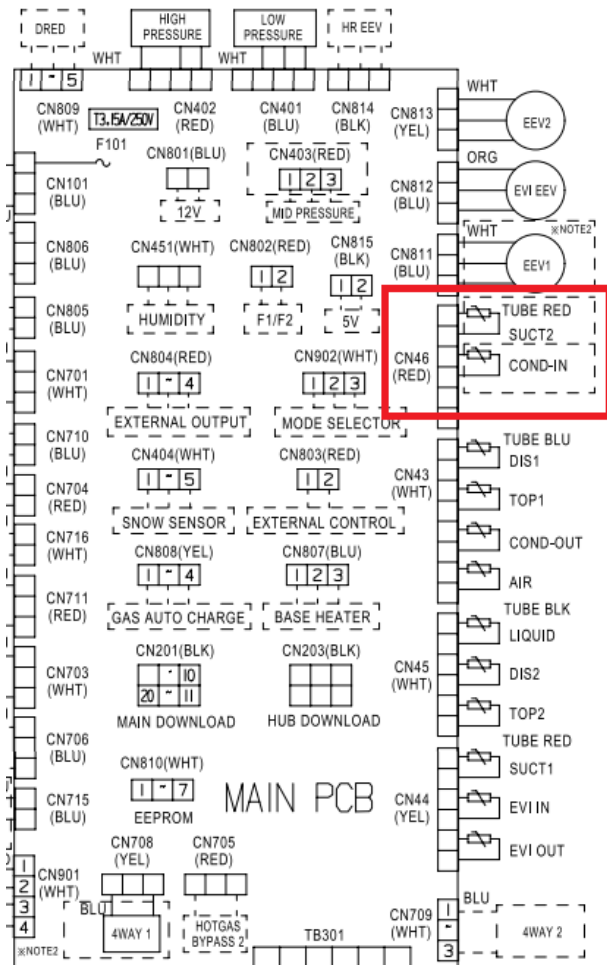 DRED
HIGH
PRESSURE
LOW
PRESSURE
HR EEV
WHT
WHT
1 ~ 5
CN809
(WHT)
T3.15A/250V
F101
CN402
(RED)
CN401
(BLU)
CN814
(BLK)
CN813
(YEL)
WHT
EEV2
CN101
(BLU)
CN801(BLU)
12V
CN403(RED)
1 2 3
MID PRESSURE
CN812
(BLU)
ORG
EVI EEV
CN806
(BLU)
CN451(WHT)
HUMIDITY
CN802(RED)
1 2
F1/F2
CN815
(BLK)
1 2
5V
CN811
(BLU)
WHT
※NOTE2
EEV1
CN805
(BLU)
CN46
(RED)
TUBE RED
SUCT2
COND-IN
CN701
(WHT)
CN804(RED)
1 ~ 4
EXTERNAL OUTPUT
CN902(WHT)
1 2 3
MODE SELECTOR
CN710
(BLU)
CN404(WHT)
1 ~ 5
SNOW SENSOR
CN803(RED)
1 2
EXTERNAL CONTROL
CN43
(WHT)
TUBE BLU
DIS1
TOP1
COND-OUT
AIR
CN704
(RED)
CN716
(WHT)
CN808(YEL)
1 ~ 4
GAS AUTO CHARGE
CN807(BLU)
1 2 3
BASE HEATER
CN711
(RED)
CN703
(WHT)
CN201(BLK)
~ 10
20 ~ 11
MAIN DOWNLOAD
CN203(BLK)
HUB DOWNLOAD
CN45
(WHT)
TUBE BLK
LIQUID
DIS2
TOP2
CN706
(BLU)
CN810(WHT)
1 ~ 7
EEPROM
MAIN PCB
CN44
(YEL)
TUBE RED
SUCT1
EVI IN
EVI OUT
CN715
(BLU)
CN901
(WHT)
1
2
3
4
※NOTE2
CN708
(YEL)
BLU
4WAY 1
CN705
(RED)
HOTGAS
BYPASS 2
TB301
CN709
(WHT)
1
~
3
BLU
4WAY 2